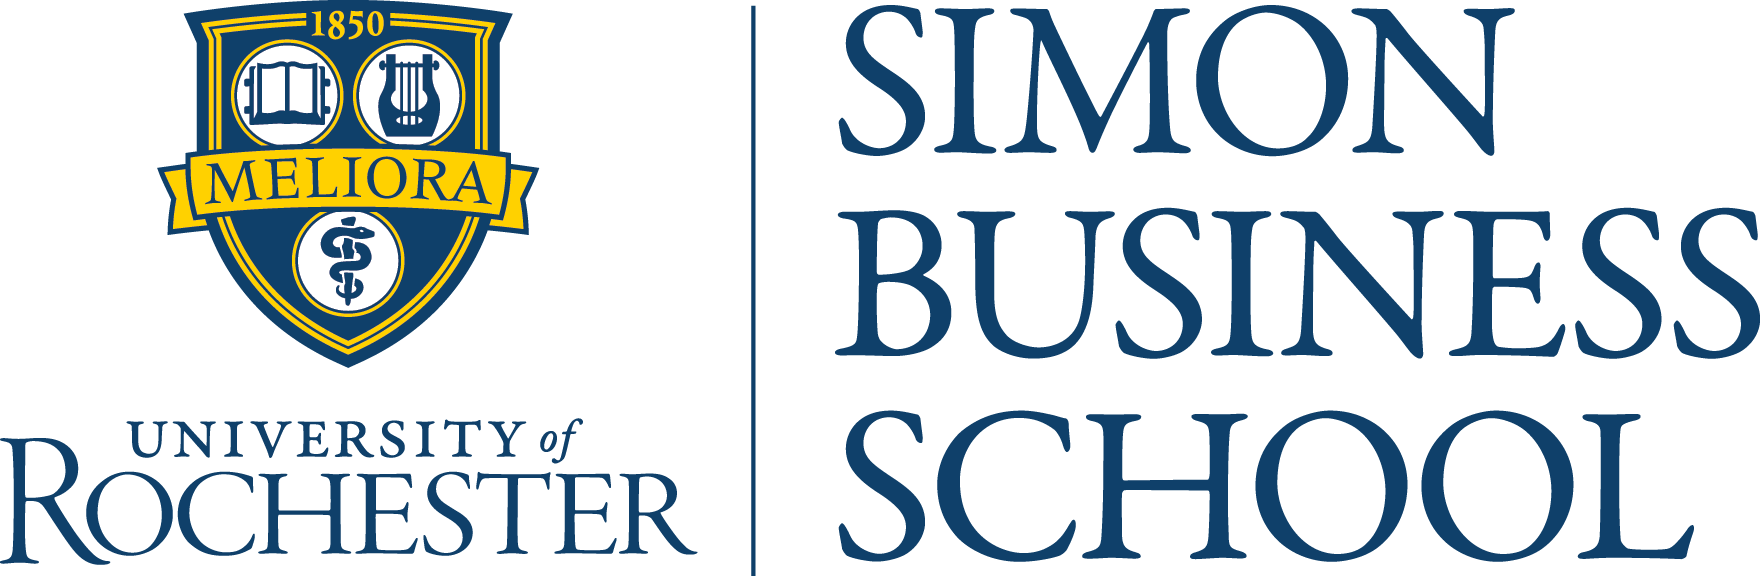 1850
MELIORA
UNIVERSITY of
ROCHESTER
SIMON
BUSINESS
SCHOOL